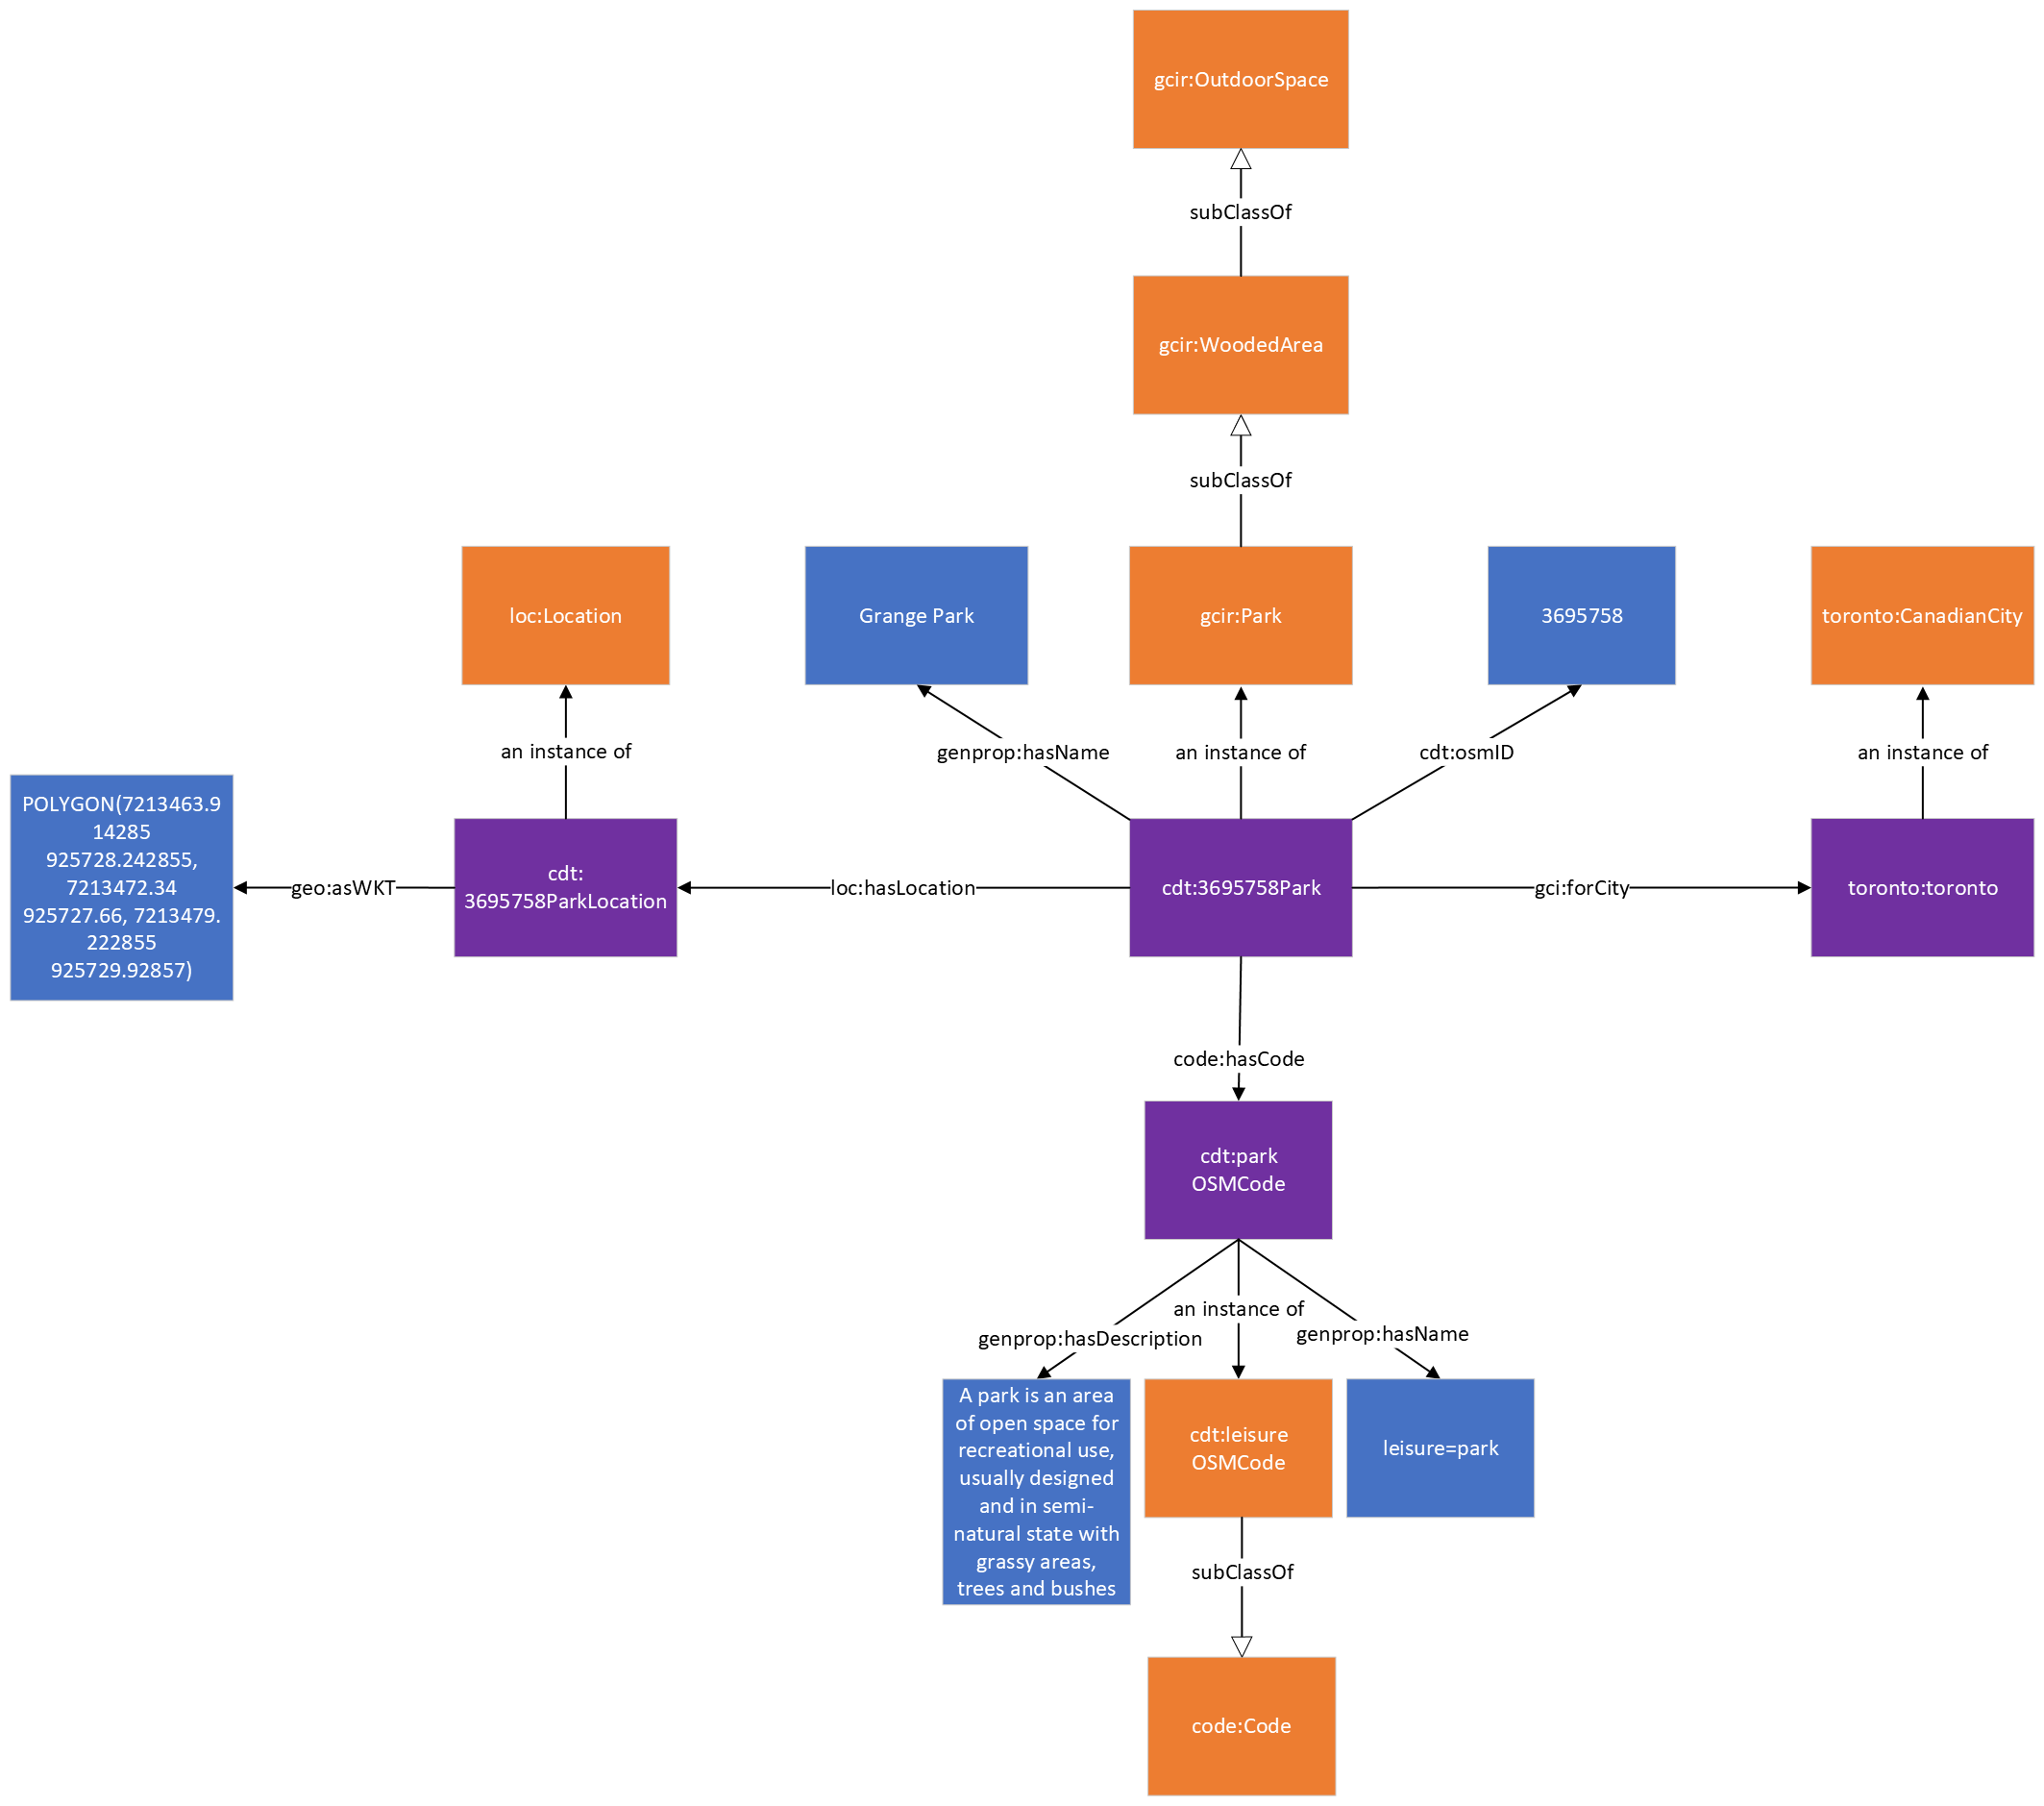 gcir:OutdoorSpace
subClassOf
gcir:WoodedArea
subClassOf
loc:Location
Grange Park
gcir:Park
3695758
toronto:CanadianCity
an instance of
genprop:hasName
an instance of
cdt:osmID
an instance of
POLYGON(7213463.9
14285
925728.242855,
7213472.34
925727.66, 7213479.
222855
925729.92857)
geo:asWKT
cdt:
3695758ParkLocation
loc:hasLocation
cdt:3695758Park
gci:forCity
toronto:toronto
code:hasCode
cdt:park
OSMCode
genprop:hasDescription
an instance of
genprop:hasName
A park is an area
of open space for
recreational use,
usually designed
and in semi-
natural state with
grassy areas,
trees and bushes
cdt:leisure
OSMCode
leisure=park
subClassOf
code:Code